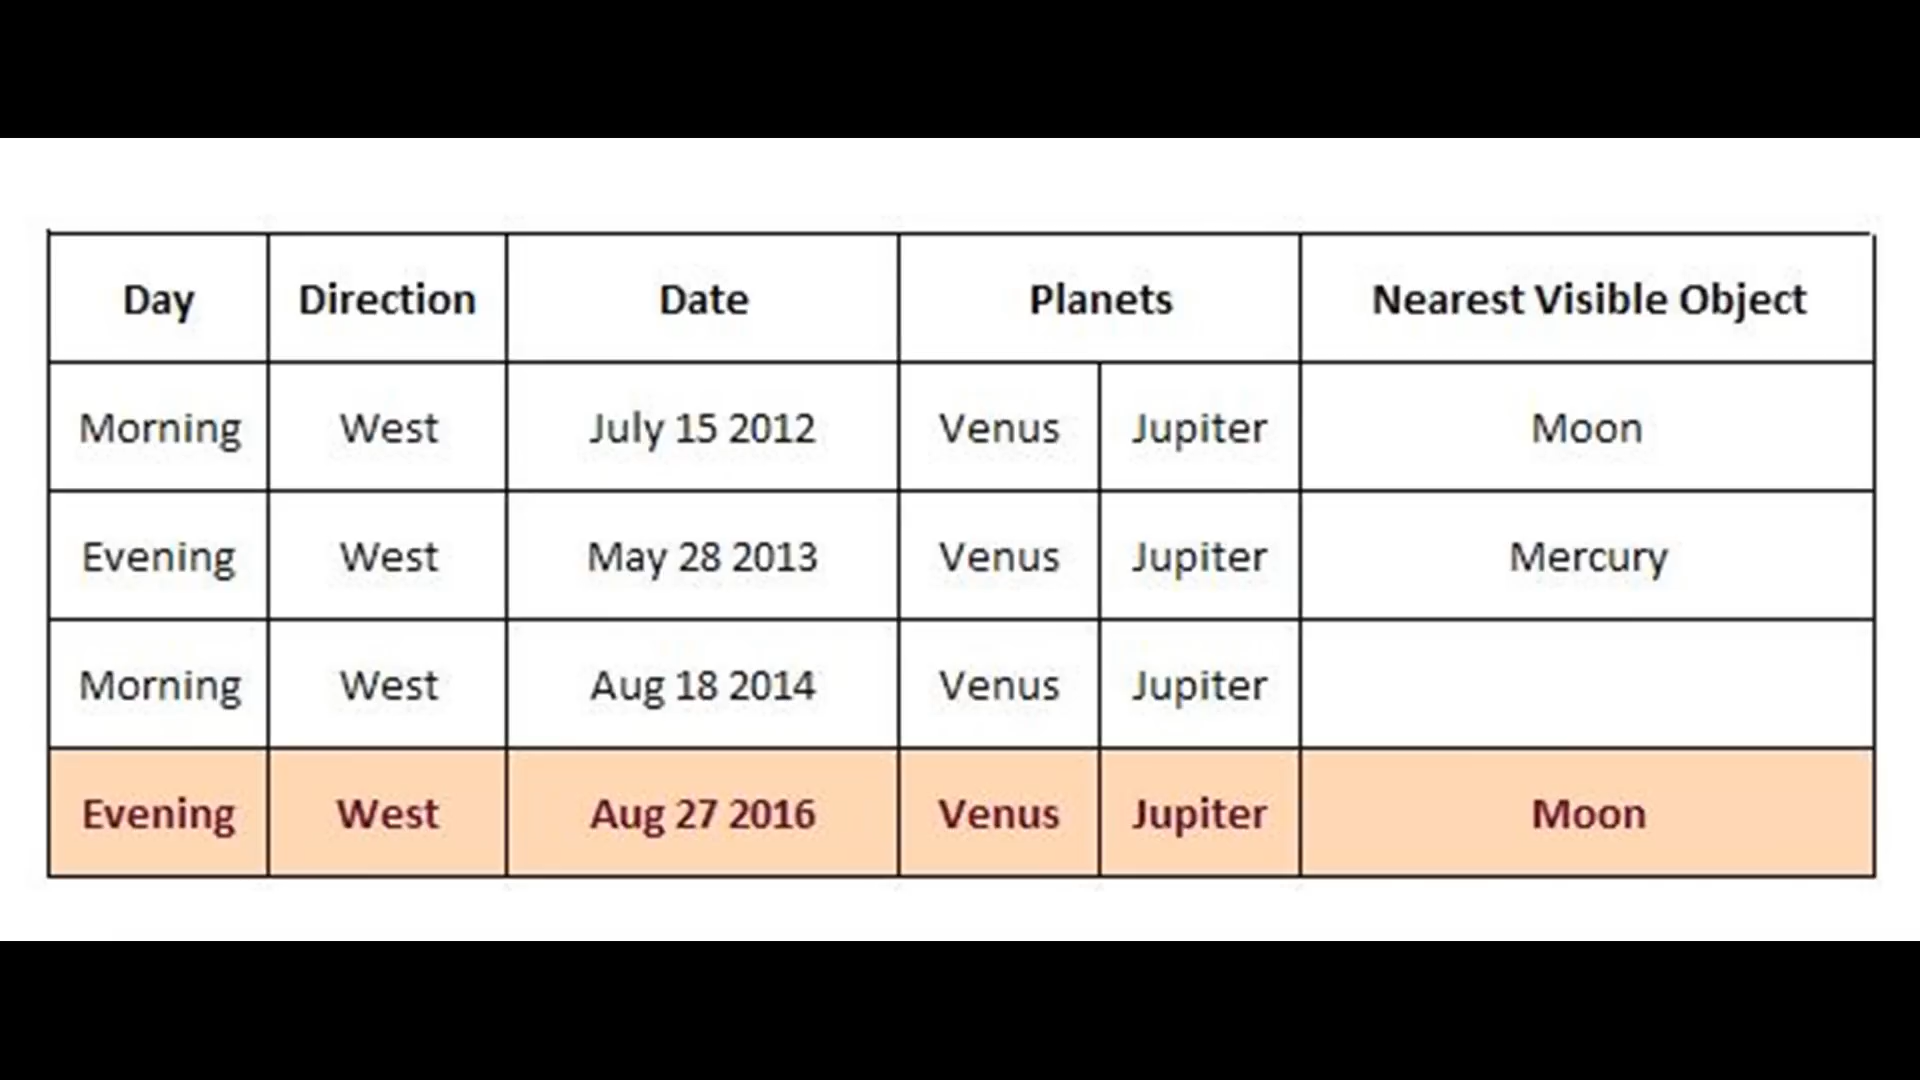 Day Direction Date Planets Nearest Visible Object
Morning West July 15 2012 Venus Jupiter Moon
Evening West May 28 2013 Venus Jupiter Mercury
Morning West Aug 18 2014 Venus Jupiter
Evening West Aug 27 2016 Venus Jupiter Moon